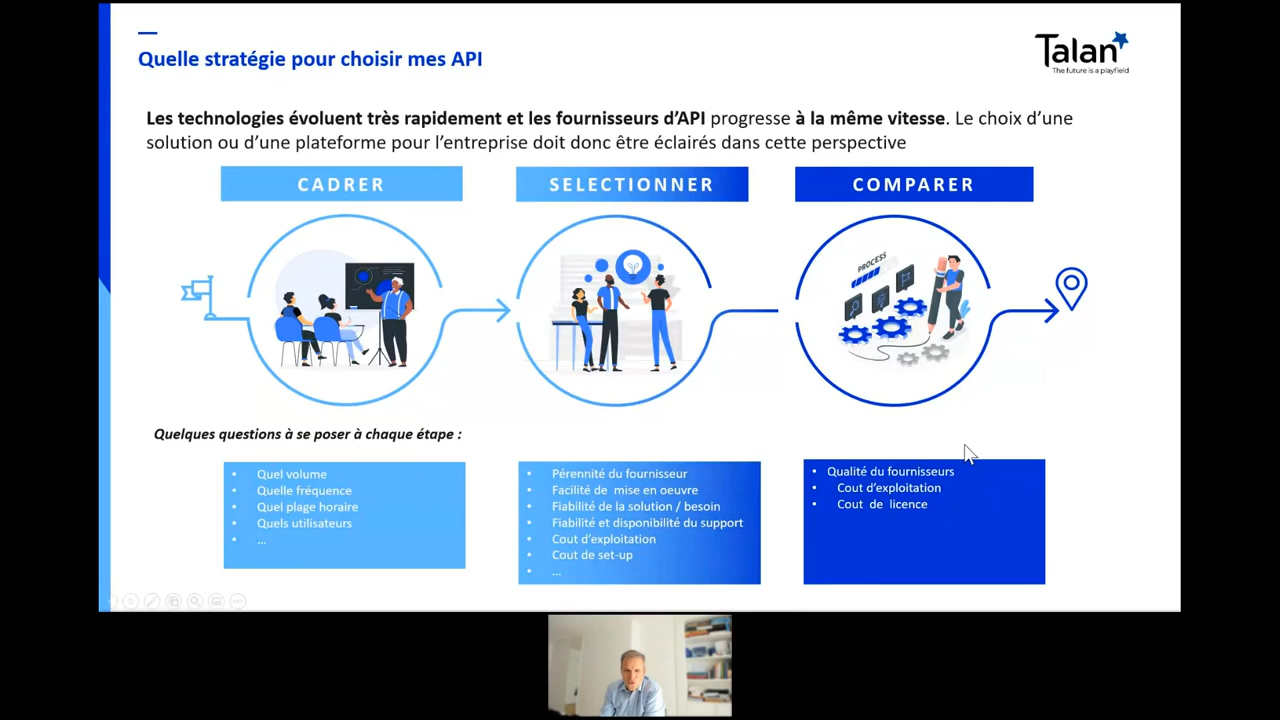 Quelle stratégie pour choisir mes API
Talan
The future is a playfield
Les technologies évoluent très rapidement et les fournisseurs d'API progresse à la même vitesse. Le choix d'une
solution ou d'une plateforme pour l'entreprise doit donc être éclairés dans cette perspective
CADRER
SELECTIONNER
COMPARER
PROCESS
Quelques questions à se poser à chaque étape :
• Quel volume
• Quelle fréquence
• Quel plage horaire
• Quels utilisateurs
• ...
• Pérennité du fournisseur
• Facilité de mise en oeuvre
• Fiabilité de la solution / besoin
• Fiabilité et disponibilité du support
• Cout d'exploitation
• Cout de set-up
• ...
• Qualité du fournisseurs
• Cout d'exploitation
• Cout de licence